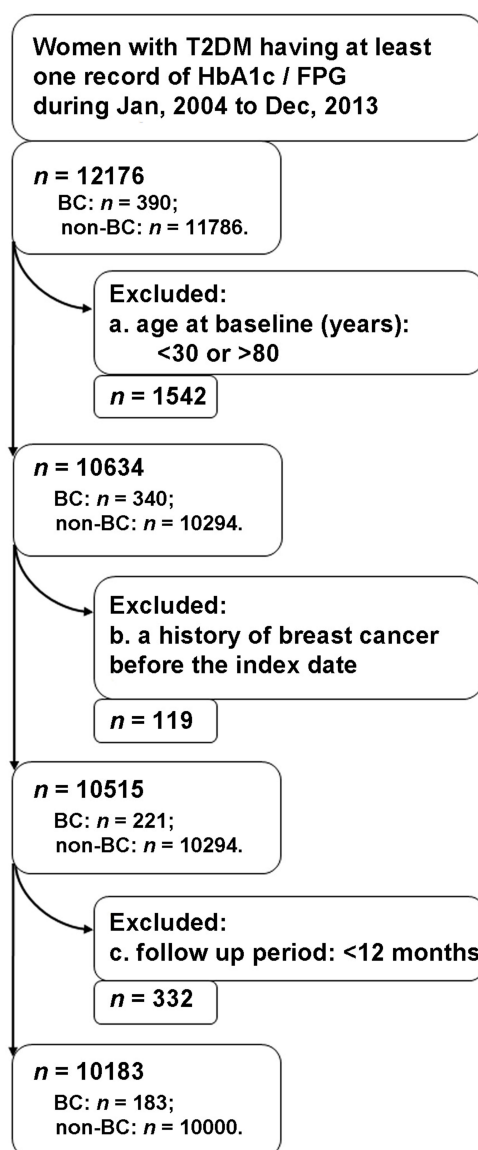 Women with T2DM having at least
one record of HbA1c / FPG
during Jan, 2004 to Dec, 2013
n = 12176
BC: n = 390;
non-BC: n = 11786.
Excluded:
a. age at baseline (years):
<30 or >80
n = 1542
n = 10634
BC: n = 340;
non-BC: n = 10294.
Excluded:
b. a history of breast cancer
before the index date
n = 119
n = 10515
BC: n = 221;
non-BC: n = 10294.
Excluded:
c. follow up period: <12 months
n = 332
n = 10183
BC: n = 183;
non-BC: n = 10000.